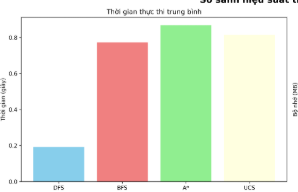 So sánh hiệu suất t
Thời gian thực thi trung bình
Thời gian (giây)
0.8
0.6
0.4
0.2
0.0
DFS
BFS
A*
UCS
Bộ nhớ (MB)